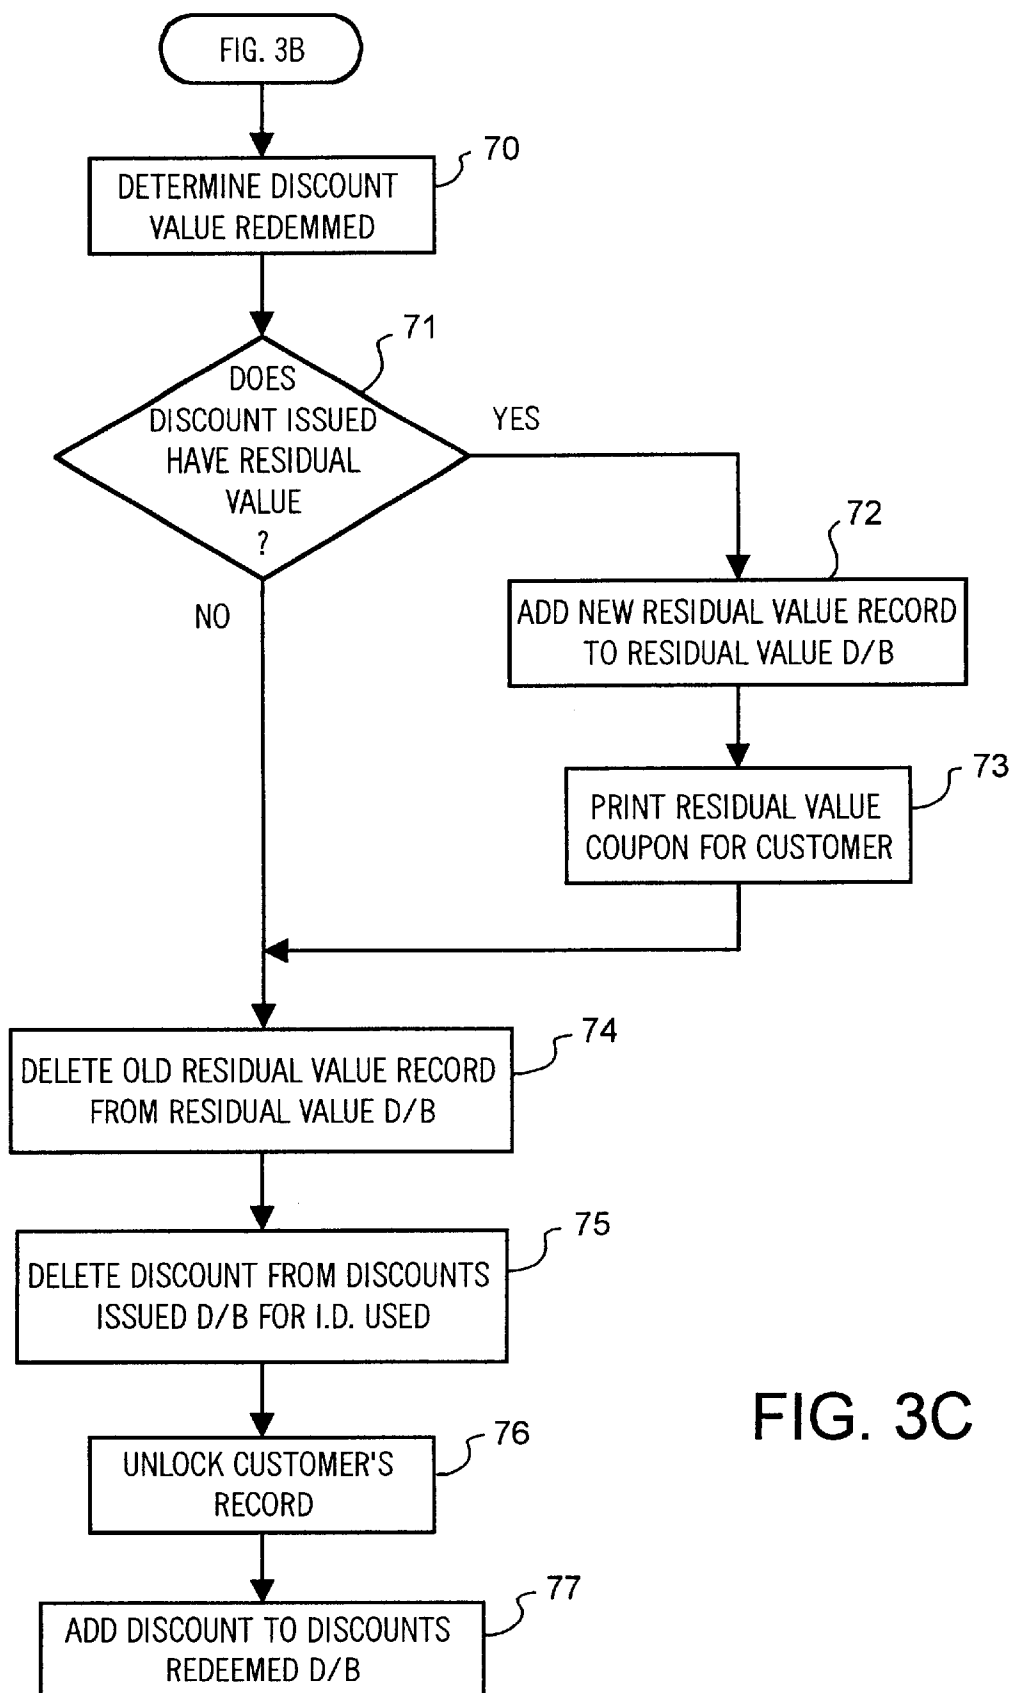 FIG. 3B
70
DETERMINE DISCOUNT
VALUE REDEMMED
71
DOES
DISCOUNT ISSUED
HAVE RESIDUAL
VALUE
?
YES
NO
72
ADD NEW RESIDUAL VALUE RECORD
TO RESIDUAL VALUE D/B
73
PRINT RESIDUAL VALUE
COUPON FOR CUSTOMER
74
DELETE OLD RESIDUAL VALUE RECORD
FROM RESIDUAL VALUE D/B
75
DELETE DISCOUNT FROM DISCOUNTS
ISSUED D/B FOR I.D. USED
76
UNLOCK CUSTOMER'S
RECORD
77
ADD DISCOUNT TO DISCOUNTS
REDEEMED D/B
FIG. 3C